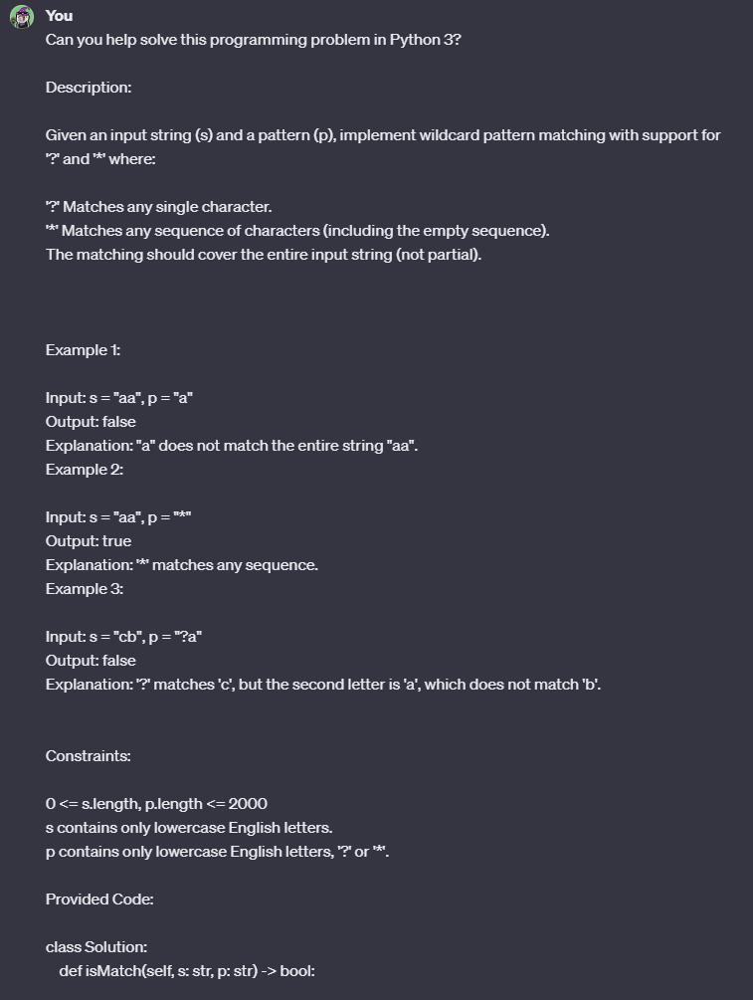 You
Can you help solve this programming problem in Python 3?
Description:
Given an input string (s) and a pattern (p), implement wildcard pattern matching with support for
'?' and '*' where:
'?' Matches any single character.
'*' Matches any sequence of characters (including the empty sequence).
The matching should cover the entire input string (not partial).
Example 1:
Input: s = "aa", p = "a"
Output: false
Explanation: "a" does not match the entire string "aa".
Example 2:
Input: s = "aa", p = "*"
Output: true
Explanation: '*' matches any sequence.
Example 3:
Input: s = "cb", p = "?a"
Output: false
Explanation: '?' matches 'c', but the second letter is 'a', which does not match 'b'.
Constraints:
0 <= s.length, p.length <= 2000
s contains only lowercase English letters.
p contains only lowercase English letters, '?' or '*'.
Provided Code:
class Solution:
    def isMatch(self, s: str, p: str) -> bool: